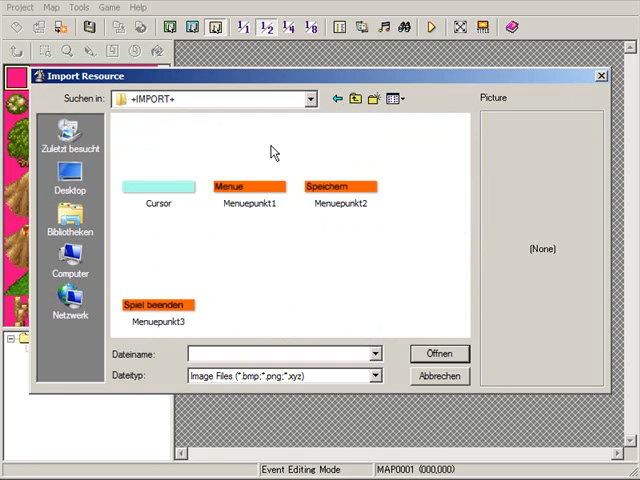 Project Map Tools Game Help
1/1 1/2 1/4 1/8
Import Resource
Suchen in: +IMPORT+
Picture
Zuletzt besucht
Desktop
Bibliotheken
Computer
Netzwerk
Menue
Speichern
Cursor
Menuepunkt1
Menuepunkt2
Spiel beenden
Menuepunkt3
(None)
Dateiname:
Öffnen
Dateityp:
Image Files (*.bmp;*.png;*.xyz)
Abbrechen
Event Editing Mode
MAP0001 (000,000)